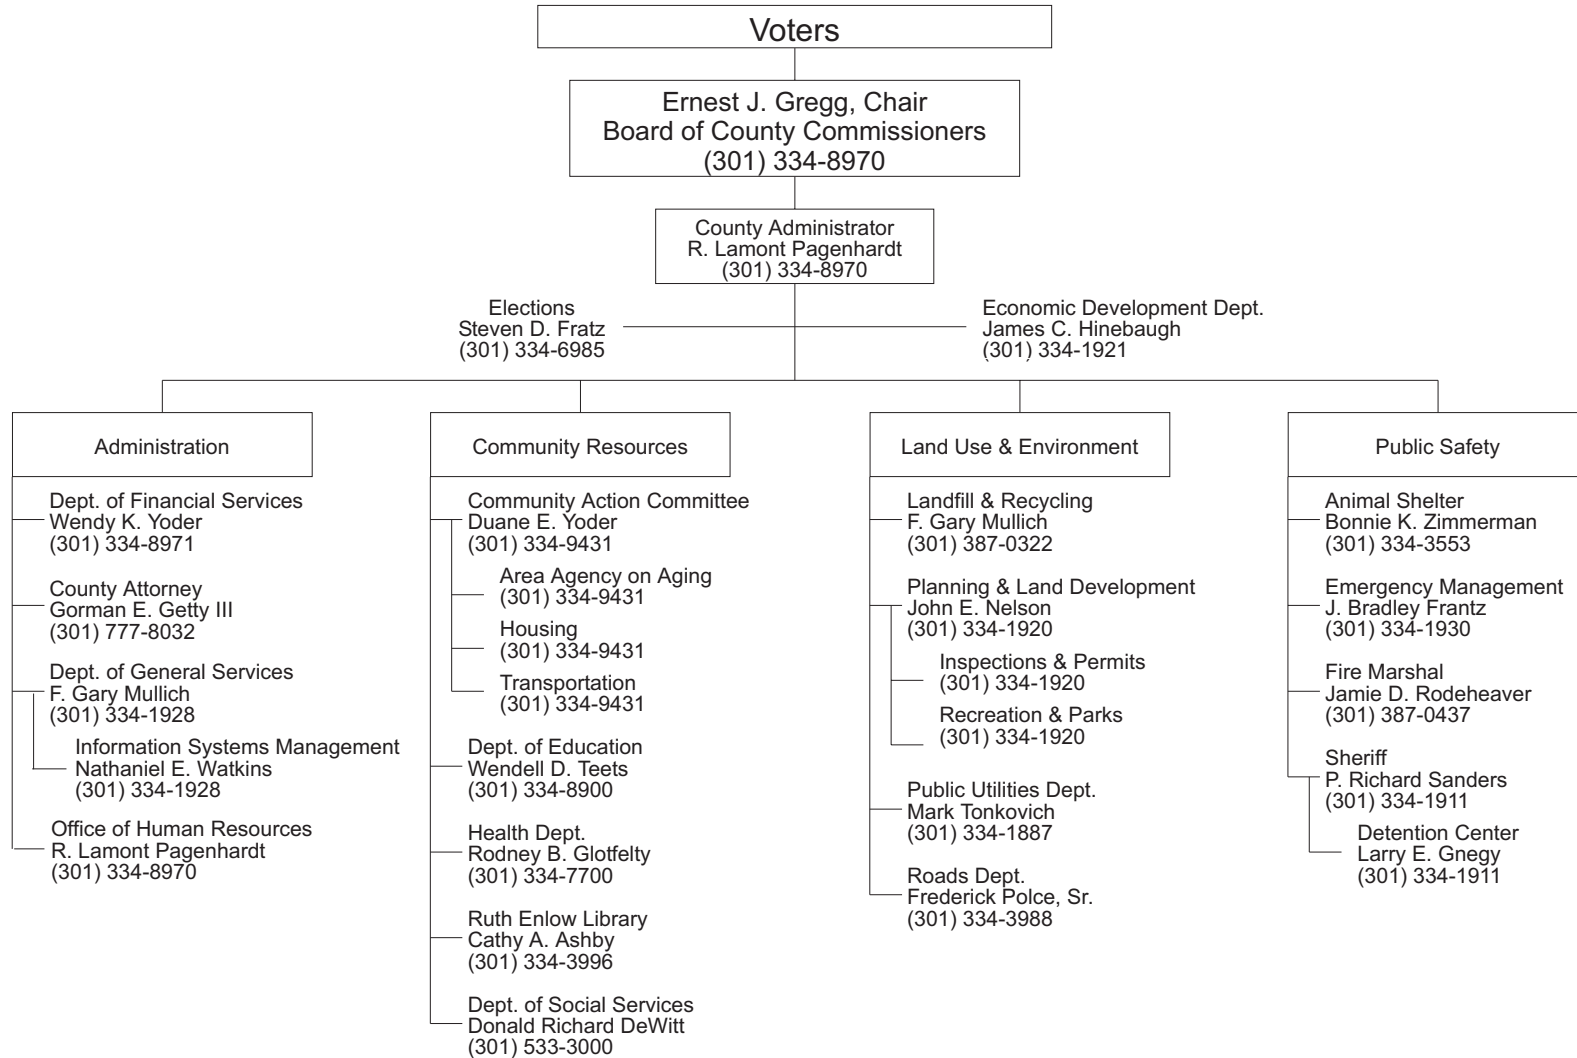 Voters
Ernest J. Gregg, Chair
Board of County Commissioners
(301) 334-8970
County Administrator
R. Lamont Pagenhardt
(301) 334-8970
Elections
Steven D. Fratz
(301) 334-6985
Economic Development Dept.
James C. Hinebaugh
(301) 334-1921
Administration
Dept. of Financial Services
Wendy K. Yoder
(301) 334-8971
County Attorney
Gorman E. Getty III
(301) 777-8032
Dept. of General Services
F. Gary Mullich
(301) 334-1928
Information Systems Management
Nathaniel E. Watkins
(301) 334-1928
Office of Human Resources
R. Lamont Pagenhardt
(301) 334-8970
Community Resources
Community Action Committee
Duane E. Yoder
(301) 334-9431
Area Agency on Aging
(301) 334-9431
Housing
(301) 334-9431
Transportation
(301) 334-9431
Dept. of Education
Wendell D. Teets
(301) 334-8900
Health Dept.
Rodney B. Glotfelty
(301) 334-7700
Ruth Enlow Library
Cathy A. Ashby
(301) 334-3996
Dept. of Social Services
Donald Richard DeWitt
(301) 533-3000
Land Use & Environment
Landfill & Recycling
F. Gary Mullich
(301) 387-0322
Planning & Land Development
John E. Nelson
(301) 334-1920
Inspections & Permits
(301) 334-1920
Recreation & Parks
(301) 334-1920
Public Utilities Dept.
Mark Tonkovich
(301) 334-1887
Roads Dept.
Frederick Polce, Sr.
(301) 334-3988
Public Safety
Animal Shelter
Bonnie K. Zimmerman
(301) 334-3553
Emergency Management
J. Bradley Frantz
(301) 334-1930
Fire Marshal
Jamie D. Rodeheaver
(301) 387-0437
Sheriff
P. Richard Sanders
(301) 334-1911
Detention Center
Larry E. Gnegy
(301) 334-1911